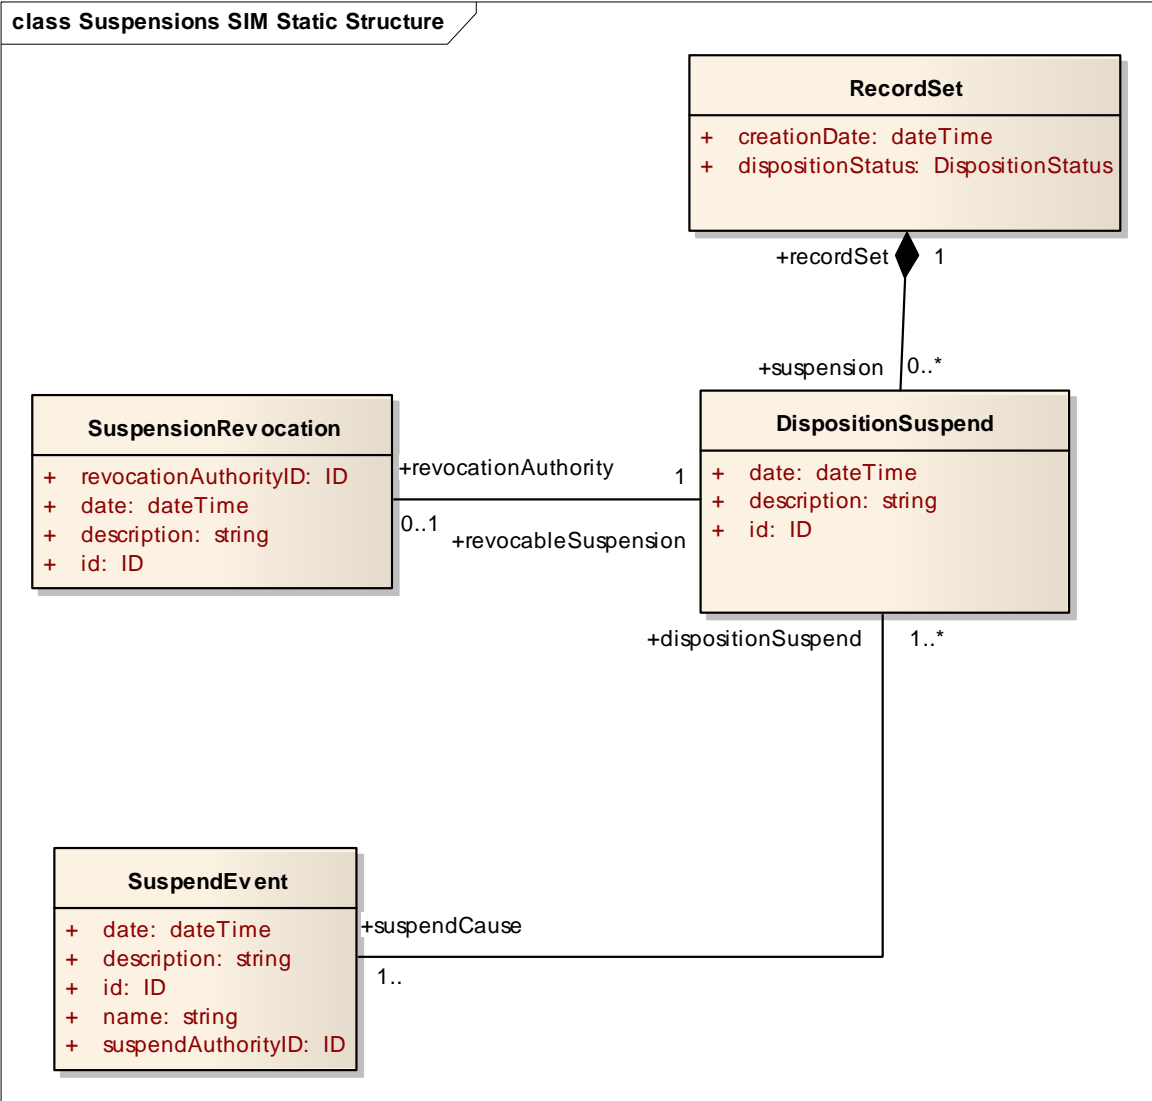 class Suspensions SIM Static Structure
RecordSet
+ creationDate: dateTime
+ dispositionStatus: DispositionStatus
+recordSet 1
+suspension 0..*
SuspensionRevocation
+ revocationAuthorityID: ID
+ date: dateTime
+ description: string
+ id: ID
+revocationAuthority 1
0..1
+revocableSuspension
DispositionSuspend
+ date: dateTime
+ description: string
+ id: ID
+dispositionSuspend 1..*
SuspendEvent
+ date: dateTime
+ description: string
+ id: ID
+ name: string
+ suspendAuthorityID: ID
+suspendCause
1..